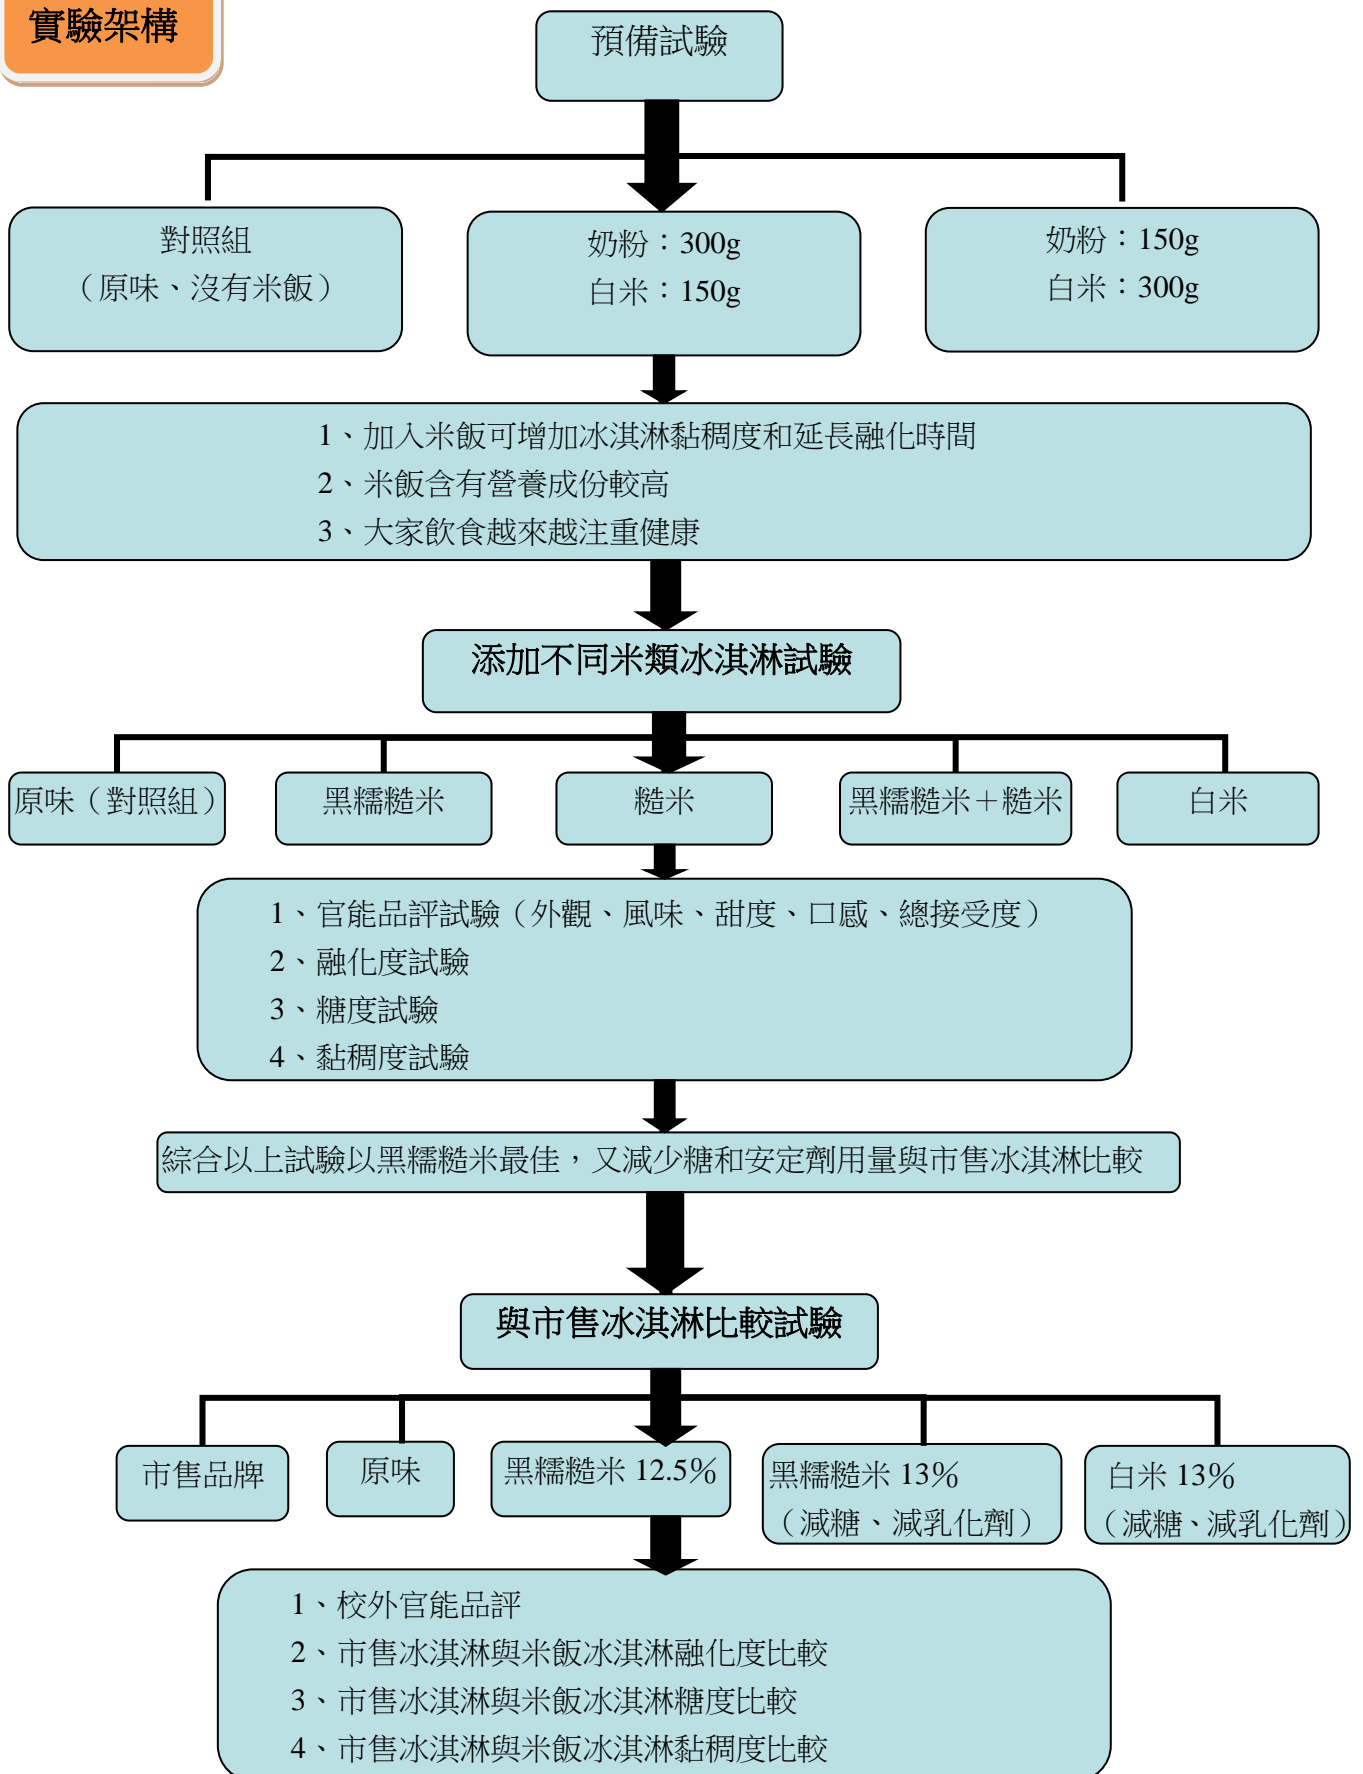 實驗架構
預備試驗
對照組
（原味、沒有米飯）
奶粉：300g
白米：150g
奶粉：150g
白米：300g
1、加入米飯可增加冰淇淋黏稠度和延長融化時間
2、米飯含有營養成份較高
3、大家飲食越來越注重健康
添加不同米類冰淇淋試驗
原味（對照組）
黑糯糙米
糙米
黑糯糙米＋糙米
白米
1、官能品評試驗（外觀、風味、甜度、口感、總接受度）
2、融化度試驗
3、糖度試驗
4、黏稠度試驗
綜合以上試驗以黑糯糙米最佳，又減少糖和安定劑用量與市售冰淇淋比較
與市售冰淇淋比較試驗
市售品牌
原味
黑糯糙米 12.5%
黑糯糙米 13%
（減糖、減乳化劑）
白米 13%
（減糖、減乳化劑）
1、校外官能品評
2、市售冰淇淋與米飯冰淇淋融化度比較
3、市售冰淇淋與米飯冰淇淋糖度比較
4、市售冰淇淋與米飯冰淇淋黏稠度比較